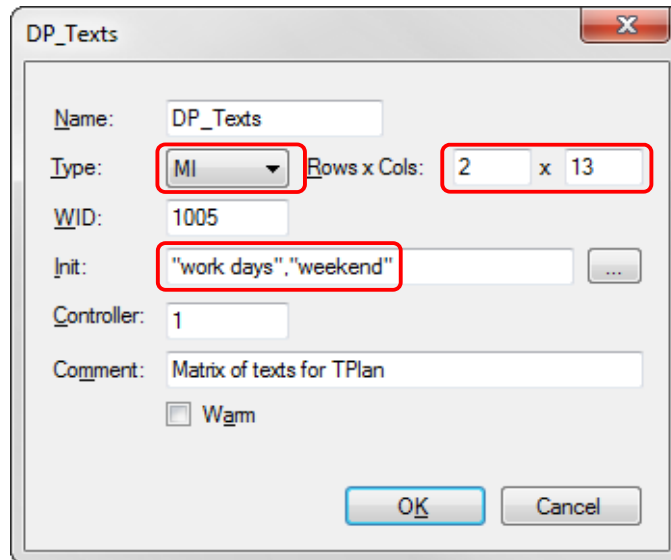 DP_Texts
Name: DP_Texts
Type: MI Rows x Cols: 2 x 13
WID: 1005
Init: "work days","weekend" ...
Controller: 1
Comment: Matrix of texts for TPlan
Warm
OK Cancel